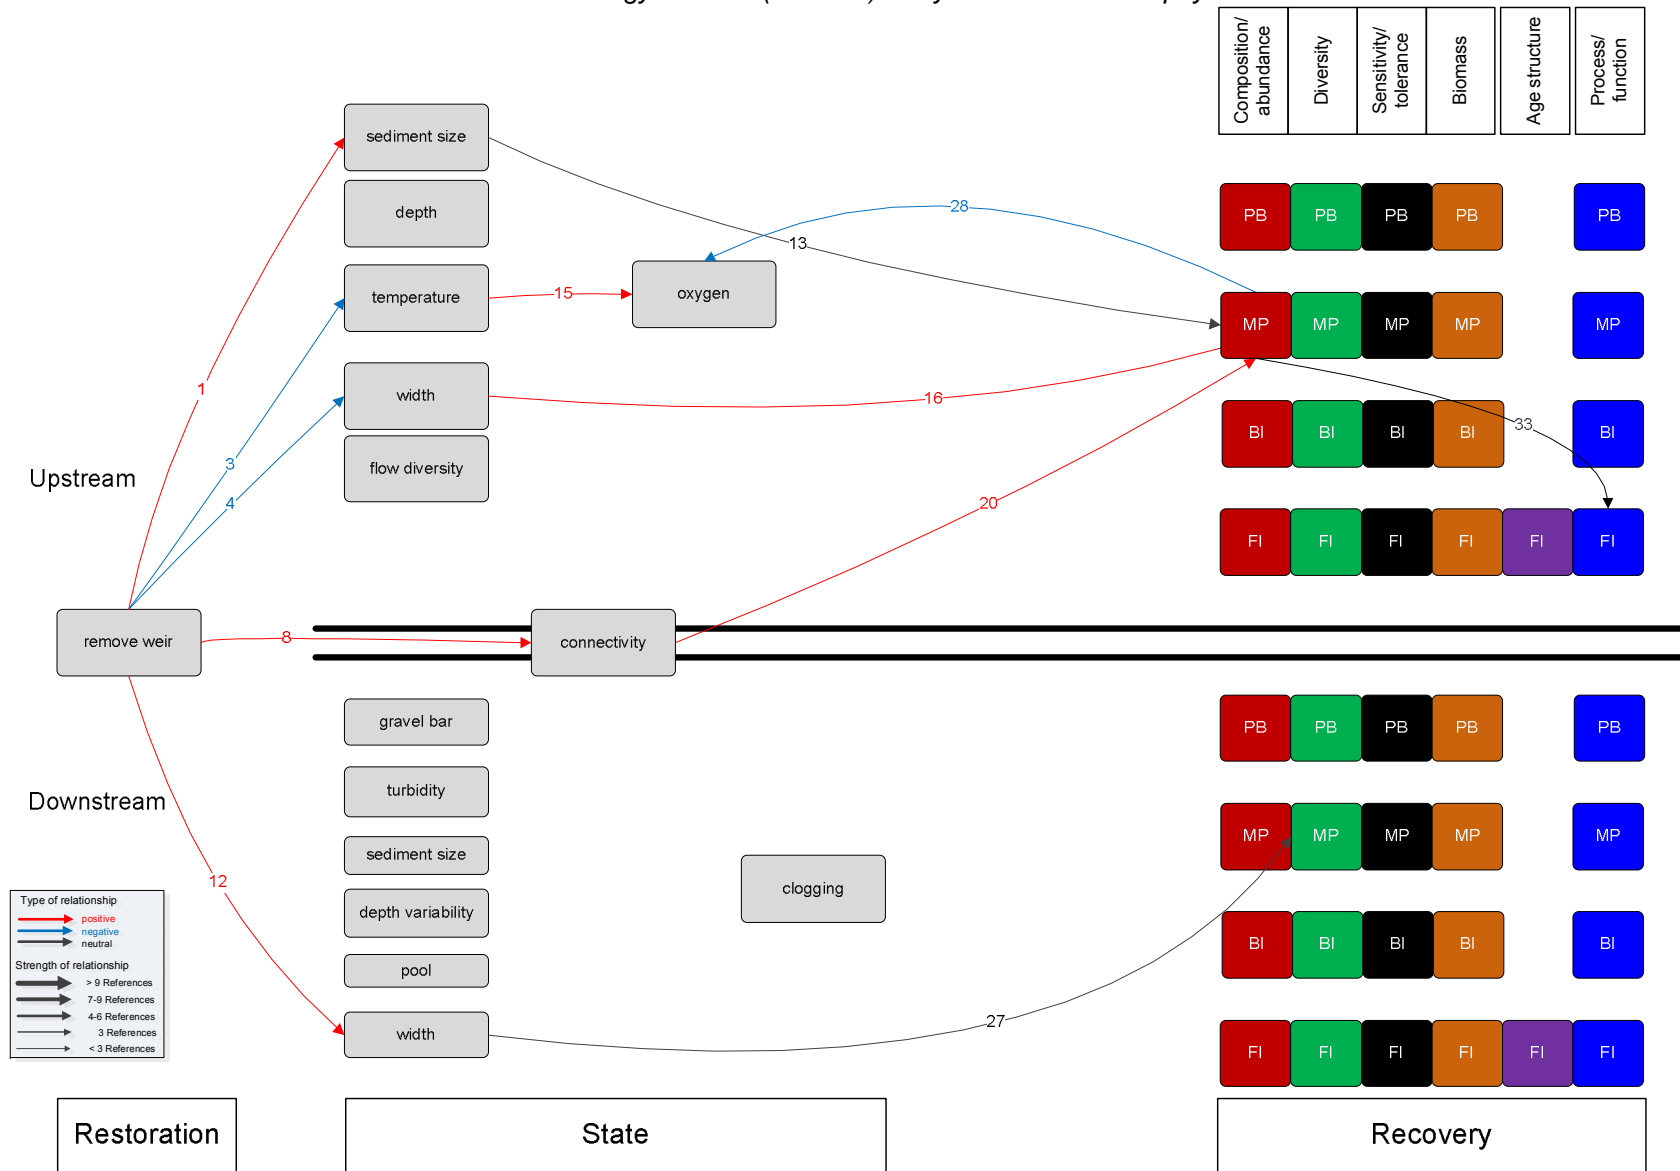 Composition/
abundance
Diversity
Sensitivity/
tolerance
Biomass
Age structure
Process/
function
sediment size
depth
temperature
width
flow diversity
oxygen
1
3
4
15
28
13
16
20
33
8
12
27
PB PB PB PB PB
MP MP MP MP MP
BI BI BI BI BI
FI FI FI FI FI FI
Upstream
remove weir
connectivity
Downstream
gravel bar
turbidity
sediment size
depth variability
pool
width
clogging
PB PB PB PB PB
MP MP MP MP MP
BI BI BI BI BI
FI FI FI FI FI FI
Type of relationship
positive
negative
neutral
Strength of relationship
> 9 References
7-9 References
4-6 References
3 References
< 3 References
Restoration
State
Recovery